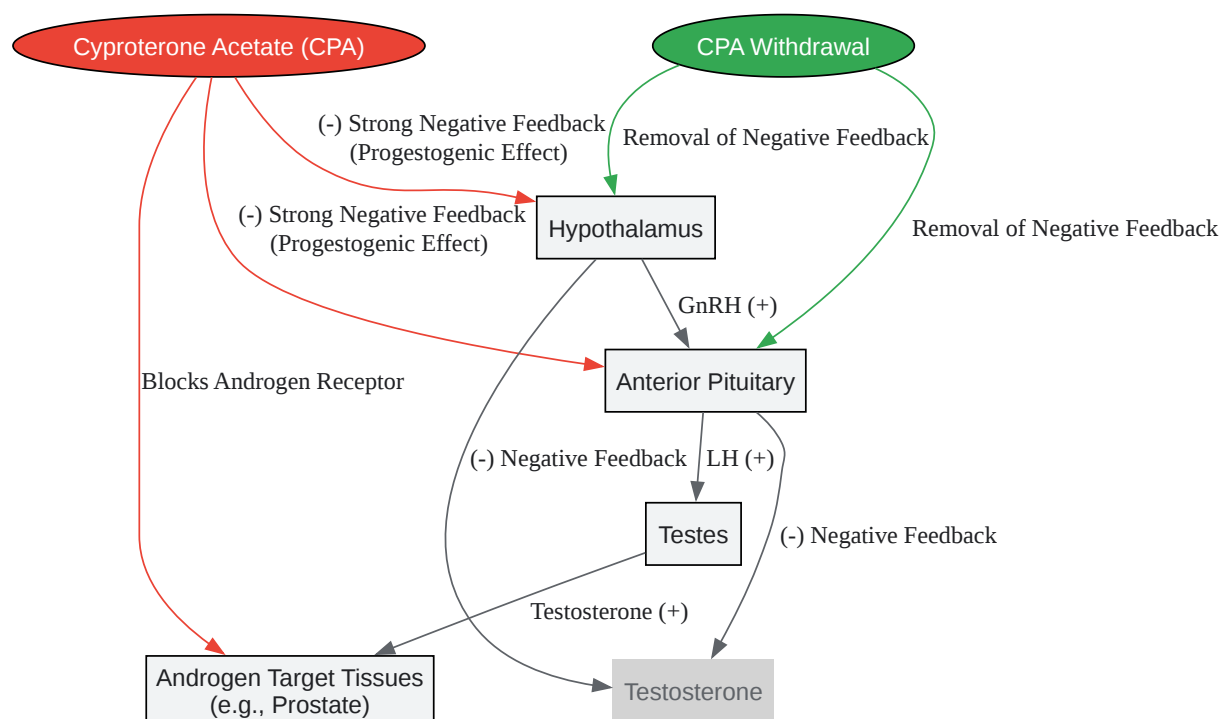 Cyproterone Acetate (CPA)
CPA Withdrawal
(-) Strong Negative Feedback
(Progestogenic Effect)
Removal of Negative Feedback
(-) Strong Negative Feedback
(Progestogenic Effect)
Hypothalamus
Removal of Negative Feedback
GnRH (+)
Blocks Androgen Receptor
Anterior Pituitary
(-) Negative Feedback
LH (+)
Testes
(-) Negative Feedback
Testosterone (+)
Androgen Target Tissues
(e.g., Prostate)
Testosterone